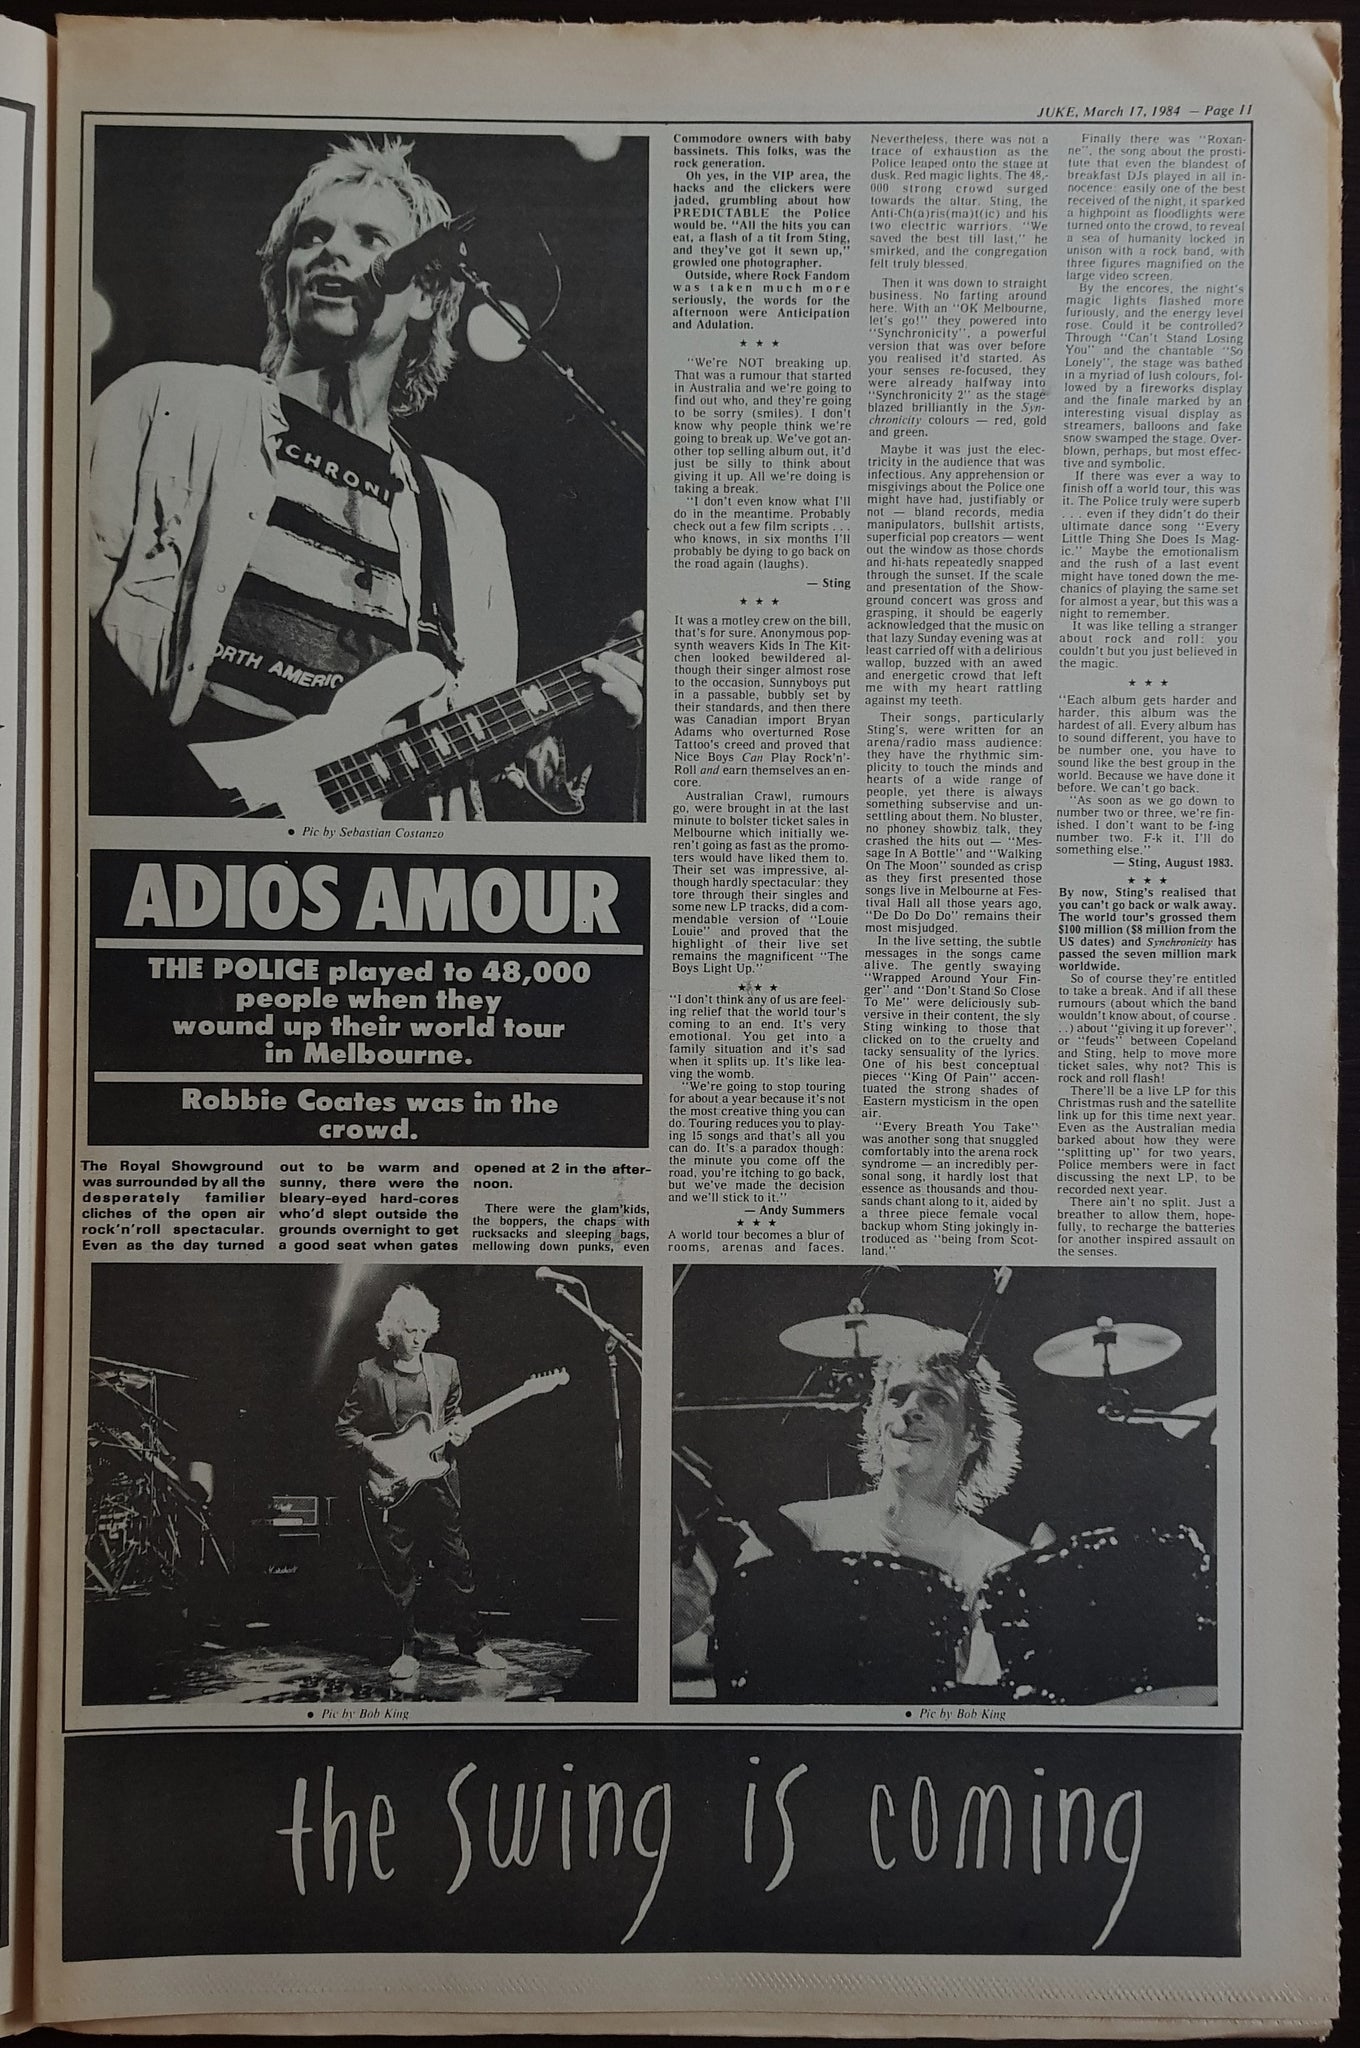 JUKE, March 17, 1984 — Page 11
CHRONI
ORTH AMERIC
• Pic by Sebastian Costanzo
ADIOS AMOUR
THE POLICE played to 48,000
people when they
wound up their world tour
in Melbourne.
Robbie Coates was in the
crowd.
The Royal Showground
was surrounded by all the
desperately familier
cliches of the open air
rock'n'roll spectacular.
Even as the day turned
out to be warm and
sunny, there were the
bleary-eyed hard-cores
who'd slept outside the
grounds overnight to get
a good seat when gates
opened at 2 in the after-
noon.
There were the glam'kids,
the boppers, the chaps with
rucksacks and sleeping bags,
mellowing down punks, even
Commodore owners with baby
bassinets. This folks, was the
rock generation.
Oh yes, in the VIP area, the
hacks and the clickers were
jaded, grumbling about how
PREDICTABLE the Police
would be. "All the hits you can
eat, a flash of a tit from Sting,
and they've got it sewn up,"
growled one photographer.
Outside, where Rock Fandom
was taken much more
seriously, the words for the
afternoon were Anticipation
and Adulation.
★ ★ ★
"We're NOT breaking up.
That was a rumour that started
in Australia and we're going to
find out who, and they're going
to be sorry (smiles). I don't
know why people think we're
going to break up. We've got an-
other top selling album out, it'd
just be silly to think about
giving it up. All we're doing is
taking a break.
"I don't even know what I'll
do in the meantime. Probably
check out a few film scripts . . .
who knows, in six months I'll
probably be dying to go back on
the road again (laughs).
— Sting
★ ★ ★
It was a motley crew on the bill,
that's for sure. Anonymous pop-
synth weavers Kids In The Kit-
chen looked bewildered al-
though their singer almost rose
to the occasion, Sunnyboys put
in a passable, bubbly set by
their standards, and then there
was Canadian import Bryan
Adams who overturned Rose
Tattoo's creed and proved that
Nice Boys Can Play Rock'n'-
Roll and earn themselves an en-
core.
Australian Crawl, rumours
go, were brought in at the last
minute to bolster ticket sales in
Melbourne which initially we-
ren't going as fast as the promo-
ters would have liked them to.
Their set was impressive, al-
though hardly spectacular: they
tore through their singles and
some new LP tracks, did a com-
mendable version of "Louie
Louie" and proved that the
highlight of their live set
remains the magnificent "The
Boys Light Up."
★ ★ ★
"I don't think any of us are feel-
ing relief that the world tour's
coming to an end. It's very
emotional. You get into a
family situation and it's sad
when it splits up. It's like lea-
ving the womb.
"We're going to stop touring
for about a year because it's not
the most creative thing you can
do. Touring reduces you to play-
ing 15 songs and that's all you
can do. It's a paradox though:
the minute you come off the
road, you're itching to go back,
but we've made the decision
and we'll stick to it."
— Andy Summers
★ ★ ★
A world tour becomes a blur of
rooms, arenas and faces.
Nevertheless, there was not a
trace of exhaustion as the
Police leaped onto the stage at
dusk. Red magic lights. The 48,-
000 strong crowd surged
towards the altar. Sting, the
Anti-Ch(a)ris(ma)t(ic) and his
two electric warriors. "We
saved the best till last," he
smirked, and the congregation
felt truly blessed.
Then it was down to straight
business. No farting around
here. With an "OK Melbourne,
let's go!" they powered into
"Synchronicity", a powerful
version that was over before
you realised it'd started. As
your senses re-focused, they
were already halfway into
"Synchronicity 2" as the stage
blazed brilliantly in the Syn-
chronicity colours — red, gold
and green.
Maybe it was just the elec-
tricity in the audience that was
infectious. Any apprehension or
misgivings about the Police one
might have had, justifiably or
not — bland records, media
manipulators, bullshit artists,
superficial pop creators — went
out the window as those chords
and hi-hats repeatedly snapped
through the sunset. If the scale
and presentation of the Show-
ground concert was gross and
grasping, it should be eagerly
acknowledged that the music on
that lazy Sunday evening was at
least carried off with a delirious
wallop, buzzed with an awed
and energetic crowd that left
me with my heart rattling
against my teeth.
Their songs, particularly
Sting's, were written for an
arena/radio mass audience:
they have the rhythmic sim-
plicity to touch the minds and
hearts of a wide range of
people, yet there is always
something subservise and un-
settling about them. No bluster,
no phoney showbiz talk, they
crashed the hits out — "Mes-
sage In A Bottle" and "Walking
On The Moon" sounded as crisp
as they first presented those
songs live in Melbourne at Fes-
tival Hall all those years ago,
"De Do Do Do" remains their
most misjudged.
In the live setting, the subtle
messages in the songs came
alive. The gently swaying
"Wrapped Around Your Fin-
ger" and "Don't Stand So Close
To Me" were deliciously sub-
versive in their content, the sly
Sting winking to those that
clicked on to the cruelty and
tacky sensuality of the lyrics.
One of his best conceptual
pieces "King Of Pain" accen-
tuated the strong shades of
Eastern mysticism in the open
air.
"Every Breath You Take"
was another song that snuggled
comfortably into the arena rock
syndrome — an incredibly per-
sonal song, it hardly lost that
essence as thousands and thou-
sands chant along to it, aided by
a three piece female vocal
backup whom Sting jokingly in-
troduced as "being from Scot-
land."
Finally there was "Roxan-
ne", the song about the prosti-
tute that even the blandest of
breakfast DJs played in all in-
nocence: easily one of the best
received of the night, it sparked
a highpoint as floodlights were
turned onto the crowd, to reveal
a sea of humanity locked in
unison with a rock band, with
three figures magnified on the
large video screen.
By the encores, the night's
magic lights flashed more
furiously, and the energy level
rose. Could it be controlled?
Through "Can't Stand Losing
You" and the chantable "So
Lonely", the stage was bathed
in a myriad of lush colours, fol-
lowed by a fireworks display
and the finale marked by an
interesting visual display as
streamers, balloons and fake
snow swamped the stage. Over-
blown, perhaps, but most effec-
tive and symbolic.
If there was ever a way to
finish off a world tour, this was
it. The Police truly were superb
. . . even if they didn't do their
ultimate dance song "Every
Little Thing She Does Is Mag-
ic." Maybe the emotionalism
and the rush of a last event
might have toned down the me-
chanics of playing the same set
for almost a year, but this was a
night to remember.
It was like telling a stranger
about rock and roll: you
couldn't but you just believed in
the magic.
★ ★ ★
"Each album gets harder and
harder, this album was the
hardest of all. Every album has
to sound different, you have to
be number one, you have to
sound like the best group in the
world. Because we have done it
before. We can't go back.
"As soon as we go down to
number two or three, we're fin-
ished. I don't want to be f-ing
number two. F-k it, I'll do
something else."
— Sting, August 1983.
★ ★ ★
By now, Sting's realised that
you can't go back or walk away.
The world tour's grossed them
$100 million ($8 million from the
US dates) and Synchronicity has
passed the seven million mark
worldwide.
So of course they're entitled
to take a break. And if all these
rumours (about which the band
wouldn't know about, of course .
. .) about "giving it up forever",
or "feuds" between Copeland
and Sting, help to move more
ticket sales, why not? This is
rock and roll flash!
There'll be a live LP for this
Christmas rush and the satellite
link up for this time next year.
Even as the Australian media
barked about how they were
"splitting up" for two years,
Police members were in fact
discussing the next LP, to be
recorded next year.
There ain't no split. Just a
breather to allow them, hope-
fully, to recharge the batteries
for another inspired assault on
the senses.
Marshall
• Pic by Bob King
• Pic by Bob King
the swing is coming